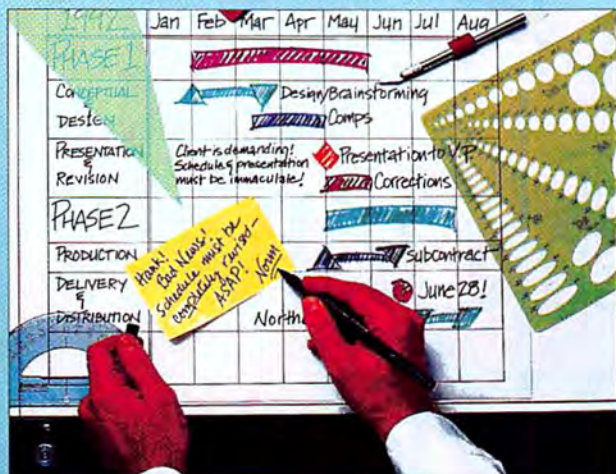 1992
Jan Feb Mar Apr May Jun Jul Aug
PHASE 1
CONCEPTUAL
DESIGN
Design/Brainstorming
Comps
PRESENTATION
&
REVISION
Client is demanding!
Schedule & presentation
must be immaculate!
Presentation to V.P.
Corrections
PHASE 2
Hank!
Bad News!
Schedule must be
completely revised—
ASAP!
Norm
PRODUCTION
subcontract
DELIVERY
&
DISTRIBUTION
June 28!